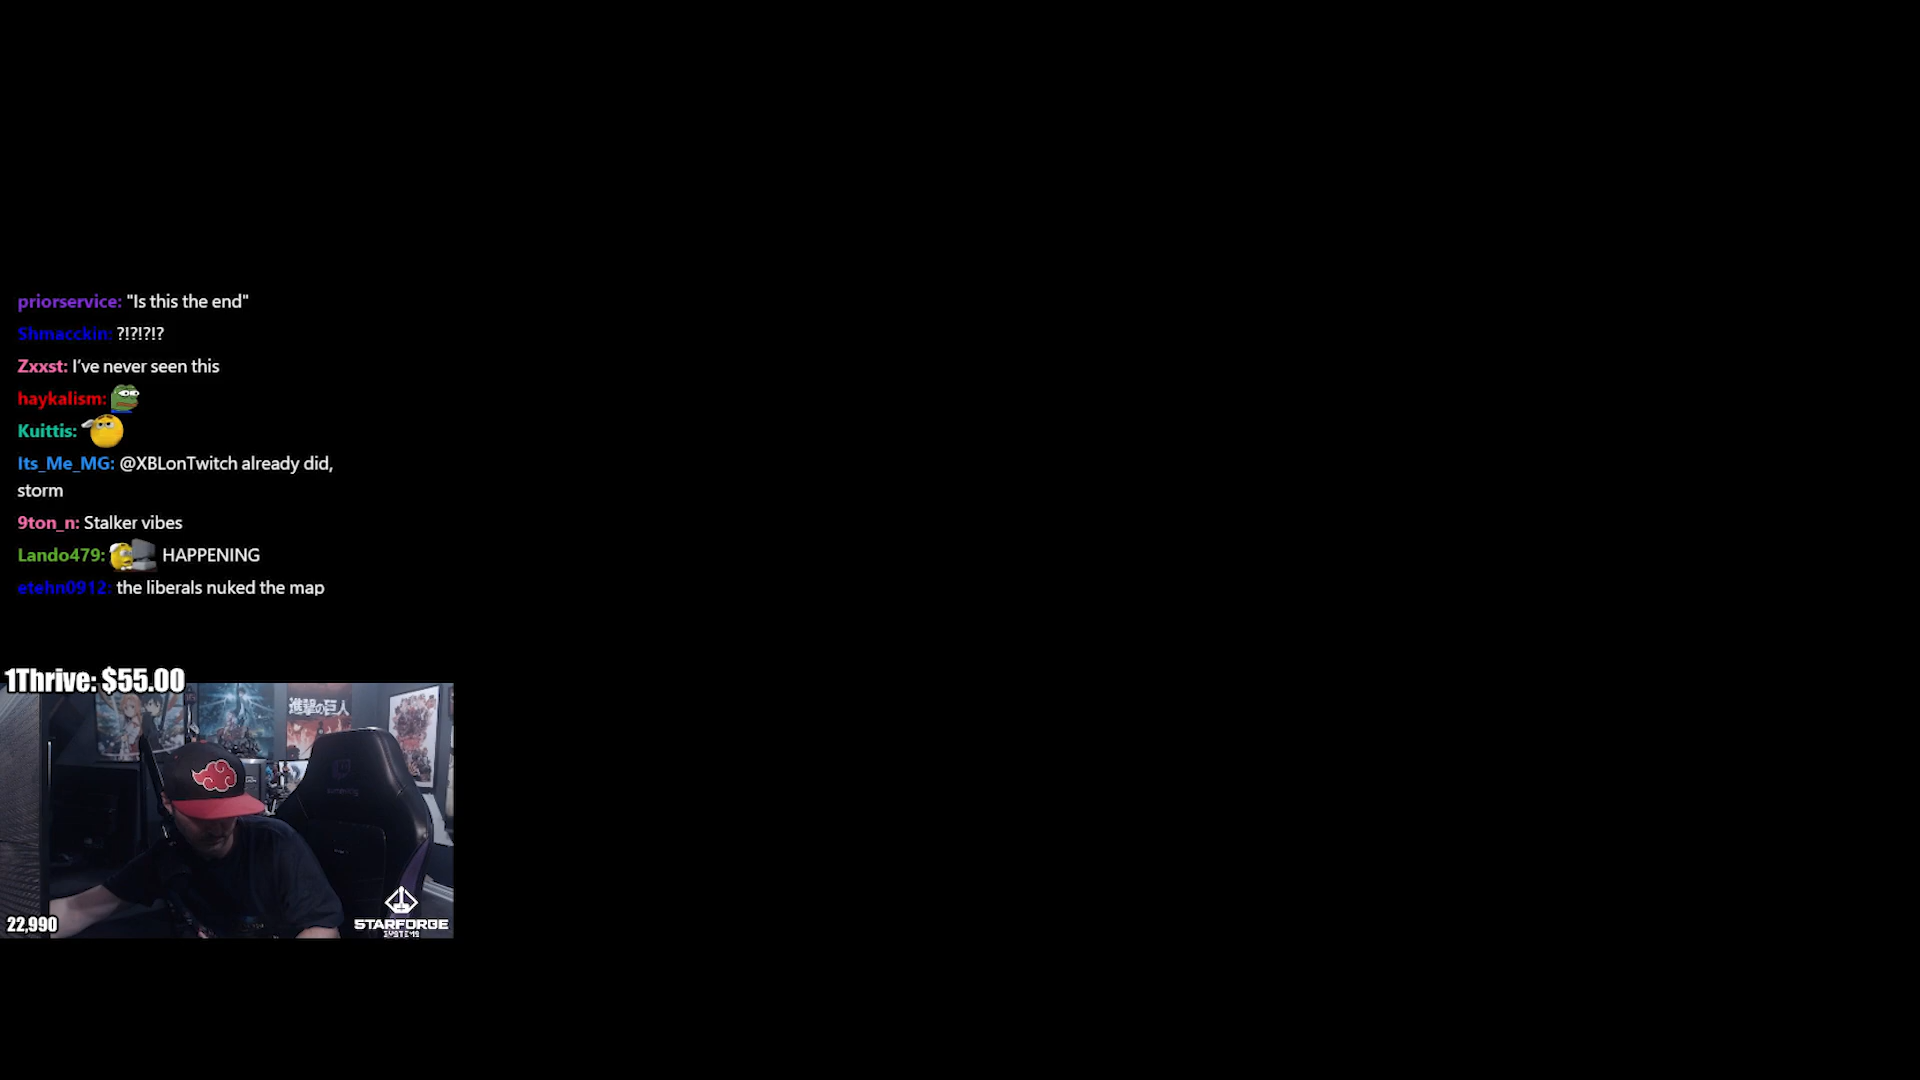 priorservice: "Is this the end"
Shmacckin: ?!?!?!?
Zxxst: I’ve never seen this
haykalism:
Kuittis:
Its_Me_MG: @XBLonTwitch already did,
storm
9ton_n: Stalker vibes
Lando479: HAPPENING
etehn0912: the liberals nuked the map
1Thrive: $55.00
進撃の巨人
22,990
STARFORGE
SYSTEMS